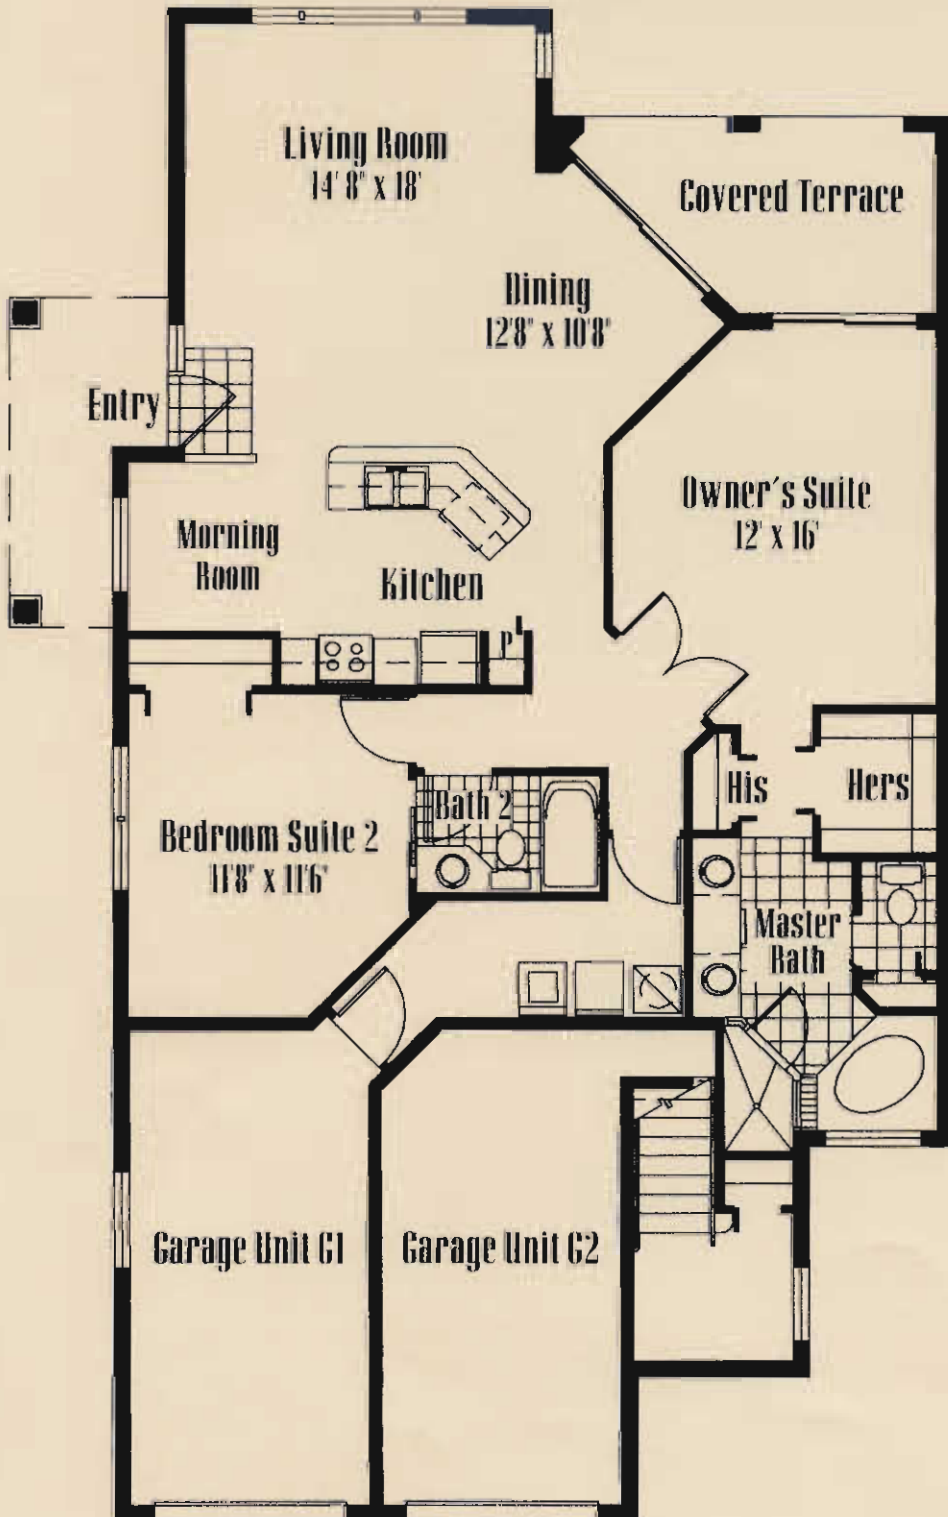 Living Room
14' 8" x 18'
Covered Terrace
Dining
12'8" x 10'8"
Entry
Owner's Suite
12' x 16'
Morning
Room
Kitchen
P
His
Hers
Bath 2
Bedroom Suite 2
11'8" x 11'6"
Master
Bath
Garage Unit G1
Garage Unit G2